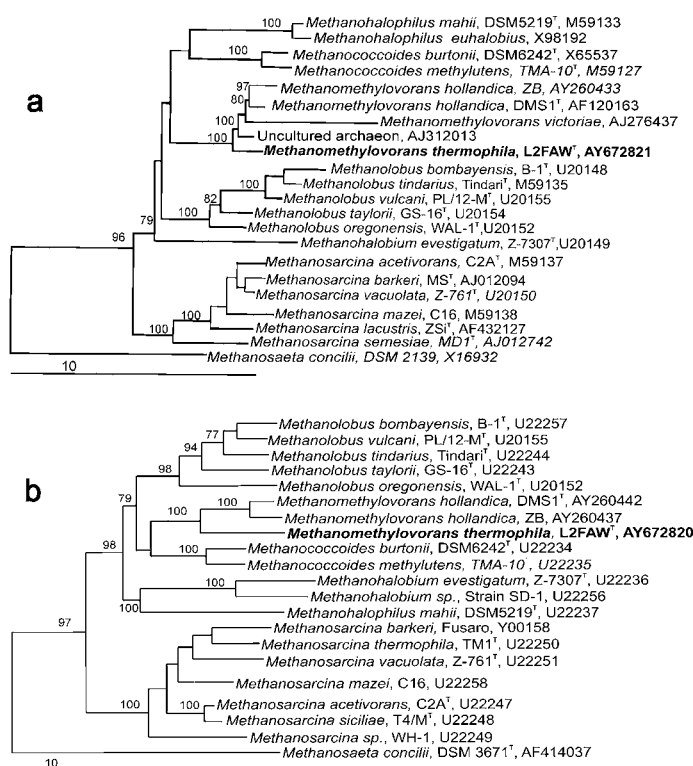 100
Methanohalophilus mahii, DSM5219ᵀ, M59133
Methanohalophilus euhalobius, X98192
100
Methanococcoides burtonii, DSM6242ᵀ, X65537
Methanococcoides methylutens, TMA-10ᵀ, M59127
a
97
Methanomethylovorans hollandica, ZB, AY260433
80
Methanomethylovorans hollandica, DMS1ᵀ, AF120163
100
Methanomethylovorans victoriae, AJ276437
Uncultured archaeon, AJ312013
100
Methanomethylovorans thermophila, L2FAWᵀ, AY672821
Methanolobus bombayensis, B-1ᵀ, U20148
100
Methanolobus tindarius, Tindariᵀ, M59135
82
Methanolobus vulcani, PL/12-Mᵀ, U20155
Methanolobus taylorii, GS-16ᵀ, U20154
79
100
Methanolobus oregonensis, WAL-1ᵀ, U20152
96
Methanohalobium evestigatum, Z-7307ᵀ,U20149
Methanosarcina acetivorans, C2Aᵀ, M59137
Methanosarcina barkeri, MSᵀ, AJ012094
Methanosarcina vacuolata, Z-761ᵀ, U20150
Methanosarcina mazei, C16, M59138
100
100
Methanosarcina lacustris, ZSiᵀ, AF432127
Methanosarcina semesiae, MD1ᵀ, AJ012742
Methanosaeta concilii, DSM 2139, X16932
10
b
Methanolobus bombayensis, B-1ᵀ, U22257
77
Methanolobus vulcani, PL/12-Mᵀ, U20155
94
Methanolobus tindarius, Tindariᵀ, U22244
98
Methanolobus taylorii, GS-16ᵀ, U22243
Methanolobus oregonensis, WAL-1ᵀ, U20152
79
100
Methanomethylovorans hollandica, DMS1ᵀ, AY260442
100
Methanomethylovorans hollandica, ZB, AY260437
Methanomethylovorans thermophila, L2FAWᵀ, AY672820
98
100
Methanococcoides burtonii, DSM6242ᵀ, U22234
Methanococcoides methylutens, TMA-10ᵀ, U22235
Methanohalobium evestigatum, Z-7307ᵀ, U22236
100
Methanohalobium sp., Strain SD-1, U22256
Methanohalophilus mahii, DSM5219ᵀ, U22237
97
Methanosarcina barkeri, Fusaro, Y00158
Methanosarcina thermophila, TM1ᵀ, U22250
Methanosarcina vacuolata, Z-761ᵀ, U22251
Methanosarcina mazei, C16, U22258
100
100
Methanosarcina acetivorans, C2Aᵀ, U22247
Methanosarcina siciliae, T4/Mᵀ, U22248
Methanosarcina sp., WH-1, U22249
Methanosaeta concilii, DSM 3671ᵀ, AF414037
10